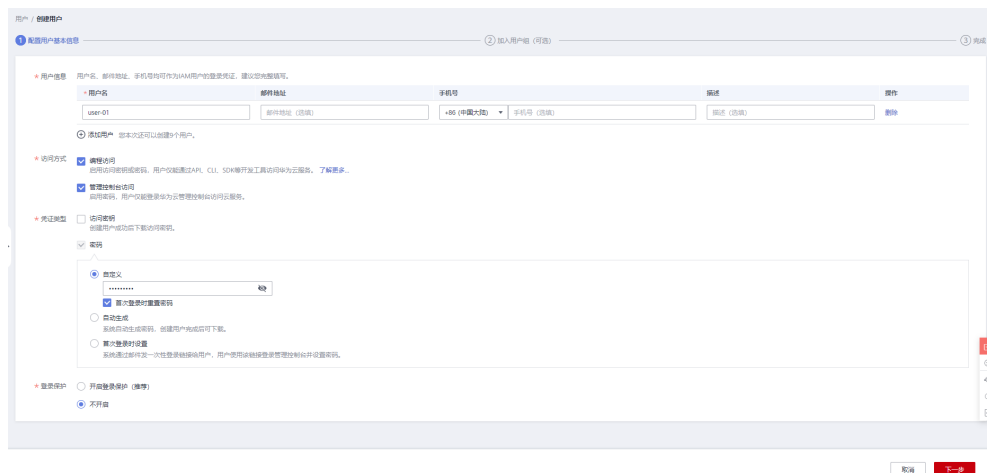 用户 / 创建用户
1 配置用户基本信息 2 加入用户组（可选） 3 完成
★ 用户信息 用户名、邮件地址、手机号均可作为IAM用户的登录凭证，建议您完整填写。
* 用户名 邮件地址 手机号 描述 操作
user-01 邮件地址（选填） +86 (中国大陆) 手机号（选填） 描述（选填） 删除
添加用户 您本次还可以创建9个用户。
★ 访问方式 编程访问
启用访问密钥或密码，用户仅能通过API、CLI、SDK等开发工具访问华为云服务。 了解更多...
管理控制台访问
启用密码，用户仅能登录华为云管理控制台访问云服务。
★ 凭证类型 访问密钥
创建用户成功后下载访问密钥。
密码
自定义
•••••••••
首次登录时重置密码
自动生成
系统自动生成密码，创建用户完成后可下载。
首次登录时设置
系统通过邮件发一次性登录链接给用户，用户使用该链接登录管理控制台并设置密码。
★ 登录保护 开启登录保护（推荐）
不开启
取消 下一步